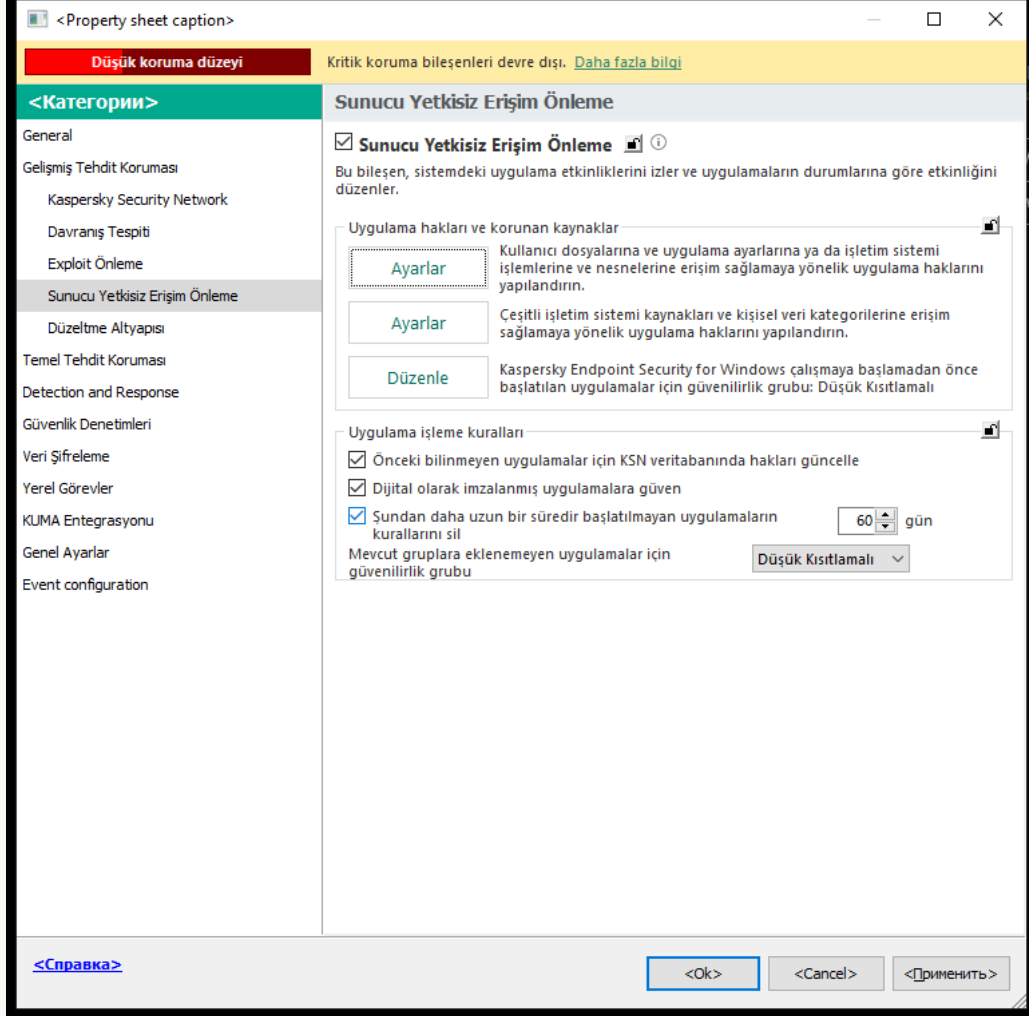 <Property sheet caption>
Düşük koruma düzeyi
Kritik koruma bileşenleri devre dışı. Daha fazla bilgi
<Категории>
General
Gelişmiş Tehdit Koruması
Kaspersky Security Network
Davranış Tespiti
Exploit Önleme
Sunucu Yetkisiz Erişim Önleme
Düzeltme Altyapısı
Temel Tehdit Koruması
Detection and Response
Güvenlik Denetimleri
Veri Şifreleme
Yerel Görevler
KUMA Entegrasyonu
Genel Ayarlar
Event configuration
Sunucu Yetkisiz Erişim Önleme
Sunucu Yetkisiz Erişim Önleme
Bu bileşen, sistemdeki uygulama etkinliklerini izler ve uygulamaların durumlarına göre etkinliğini
düzenler.
Uygulama hakları ve korunan kaynaklar
Ayarlar
Kullanıcı dosyalarına ve uygulama ayarlarına ya da işletim sistemi
işlemlerine ve nesnelerine erişim sağlamaya yönelik uygulama haklarını
yapılandırın.
Ayarlar
Çeşitli işletim sistemi kaynakları ve kişisel veri kategorilerine erişim
sağlamaya yönelik uygulama haklarını yapılandırın.
Düzenle
Kaspersky Endpoint Security for Windows çalışmaya başlamadan önce
başlatılan uygulamalar için güvenilirlik grubu: Düşük Kısıtlamalı
Uygulama işleme kuralları
Önceki bilinmeyen uygulamalar için KSN veritabanında hakları güncelle
Dijital olarak imzalanmış uygulamalara güven
Şundan daha uzun bir süredir başlatılmayan uygulamaların
kurallarını sil
60 gün
Mevcut gruplara eklenemeyen uygulamalar için
güvenilirlik grubu
Düşük Kısıtlamalı
<Справка>
<Ok>
<Cancel>
<Применить>